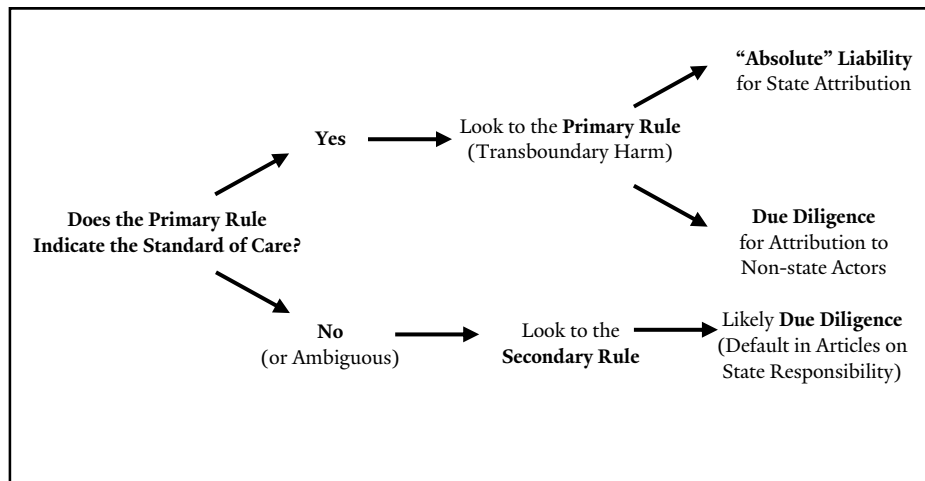 “Absolute” Liability
for State Attribution
Yes
Look to the Primary Rule
(Transboundary Harm)
Does the Primary Rule
Indicate the Standard of Care?
Due Diligence
for Attribution to
Non-state Actors
No
(or Ambiguous)
Look to the
Secondary Rule
Likely Due Diligence
(Default in Articles on
State Responsibility)